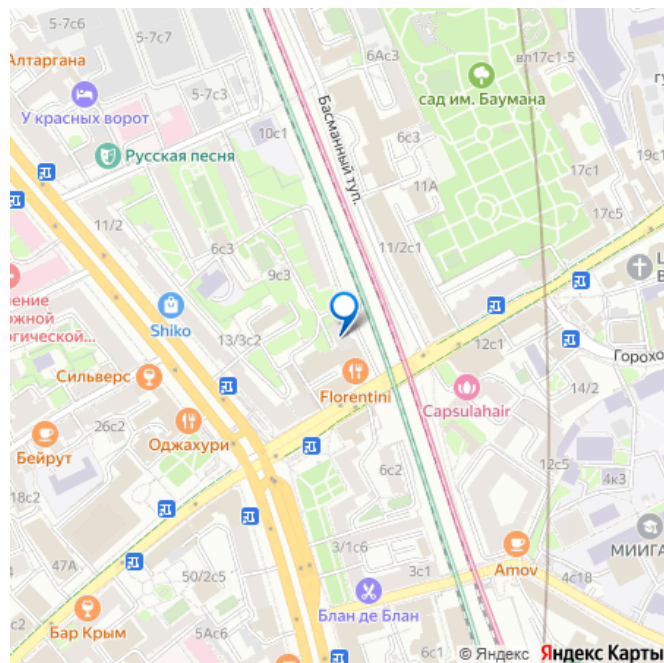 5-7с6
5-7с7
6Ас3
вл17с1-5
Алтаргана
5-7с3
сад им. Баумана
У красных ворот
Басманный туп.
10с1
6с3
19с1
Русская песня
17с1
11А
11/2
17с5
6с3
11/2с1
9с3
ение
ожной
огической...
Shiko
13/3с2
12с1
Горохо
Сильверс
Florentini
Capsulahair
14/2
26с2
Оджахури
Бейрут
6с2
12с5
4к3
18с2
МИИГА
47А
3/1с6
Amov
50/2с5
3с1
4с18
Бар Крым
Блан де Блан
5Ас6
6с1
© Яндекс Яндекс Карты